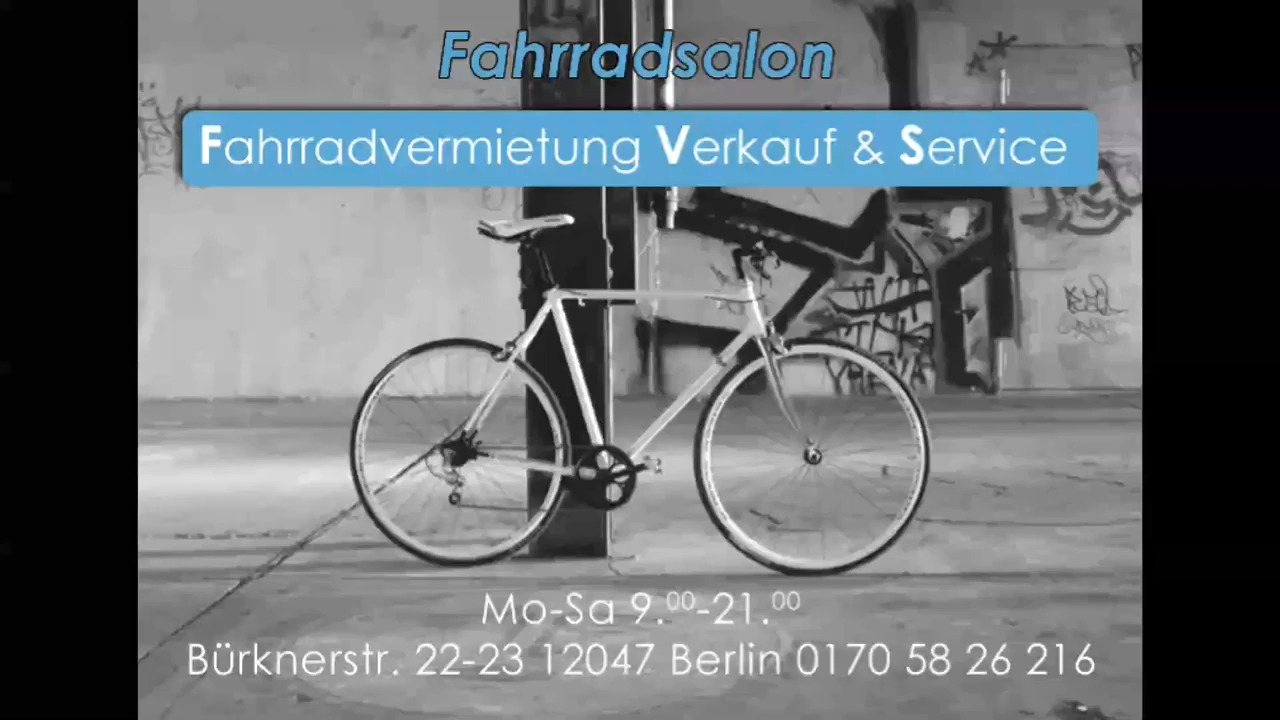 Fahrradsalon
Fahrradvermietung Verkauf & Service
Mo-Sa 9.00-21.00
Bürknerstr. 22-23 12047 Berlin 0170 58 26 216